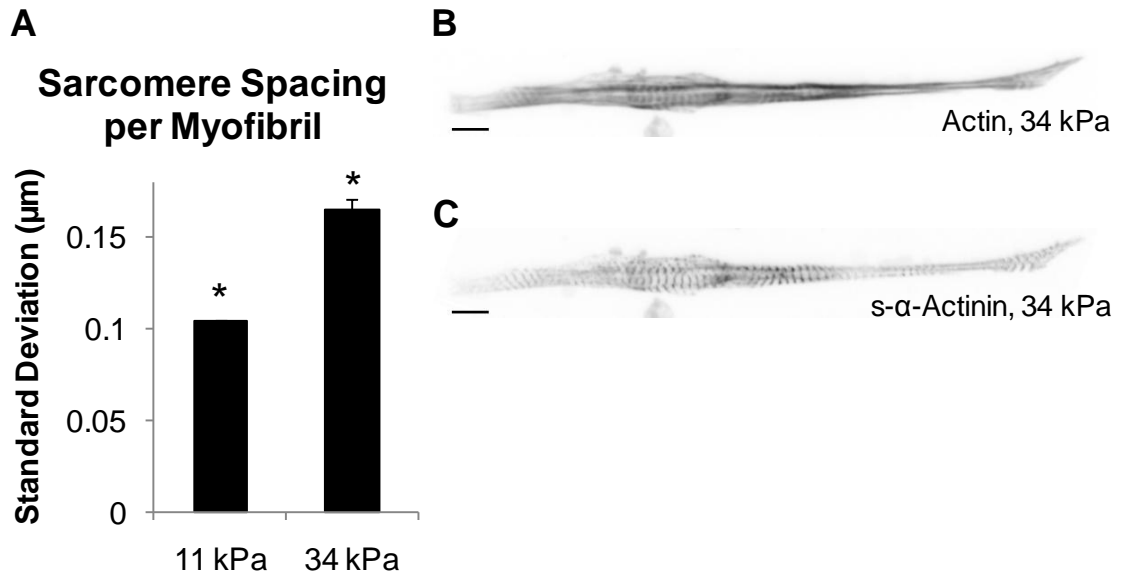 A
Sarcomere Spacing
per Myofibril
Standard Deviation (µm)
*
*
0.15
0.1
0.05
0
11 kPa
34 kPa
B
Actin, 34 kPa
C
s-α-Actinin, 34 kPa